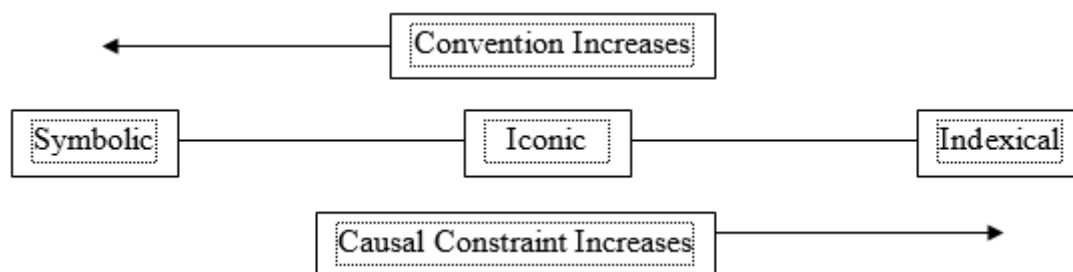 Convention Increases
Symbolic
Iconic
Indexical
Causal Constraint Increases